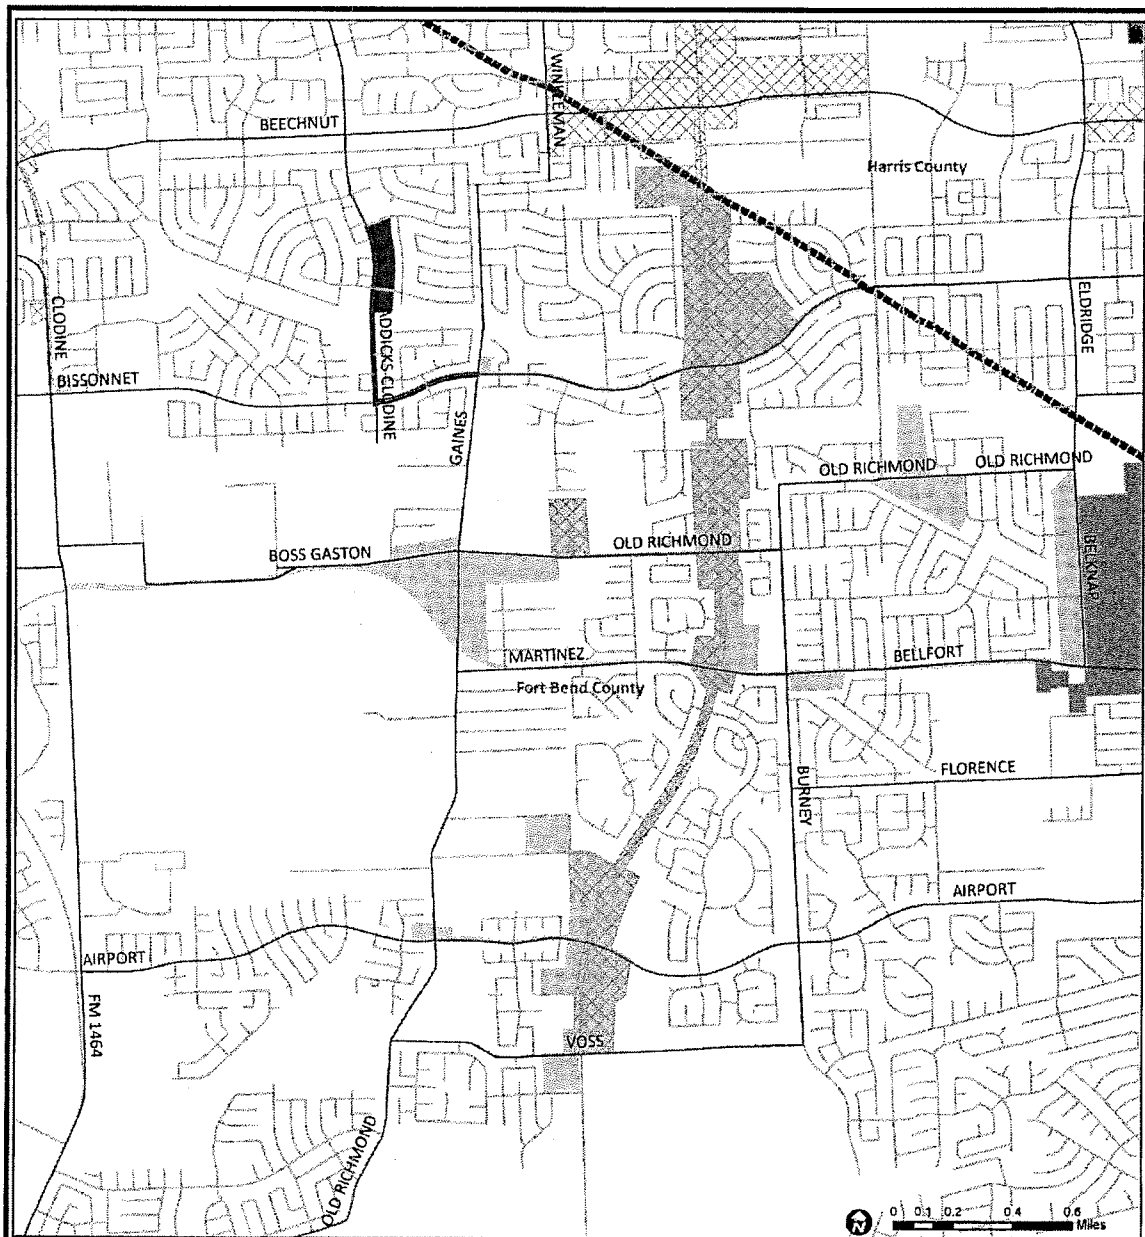 WINKLEMAN
BEECHNUT
Harris County
CLODINE
ELDRIDGE
ADDICKS-CLODINE
BISSONNET
GAINES
OLD RICHMOND
OLD RICHMOND
BOSS GASTON
OLD RICHMOND
BELKNAP
MARTINEZ
BELLFORT
Fort Bend County
BURNEY
FLORENCE
AIRPORT
AIRPORT
FM 1464
VOSS
OLD RICHMOND
N
0 0.1 0.2 0.4 0.6
Miles